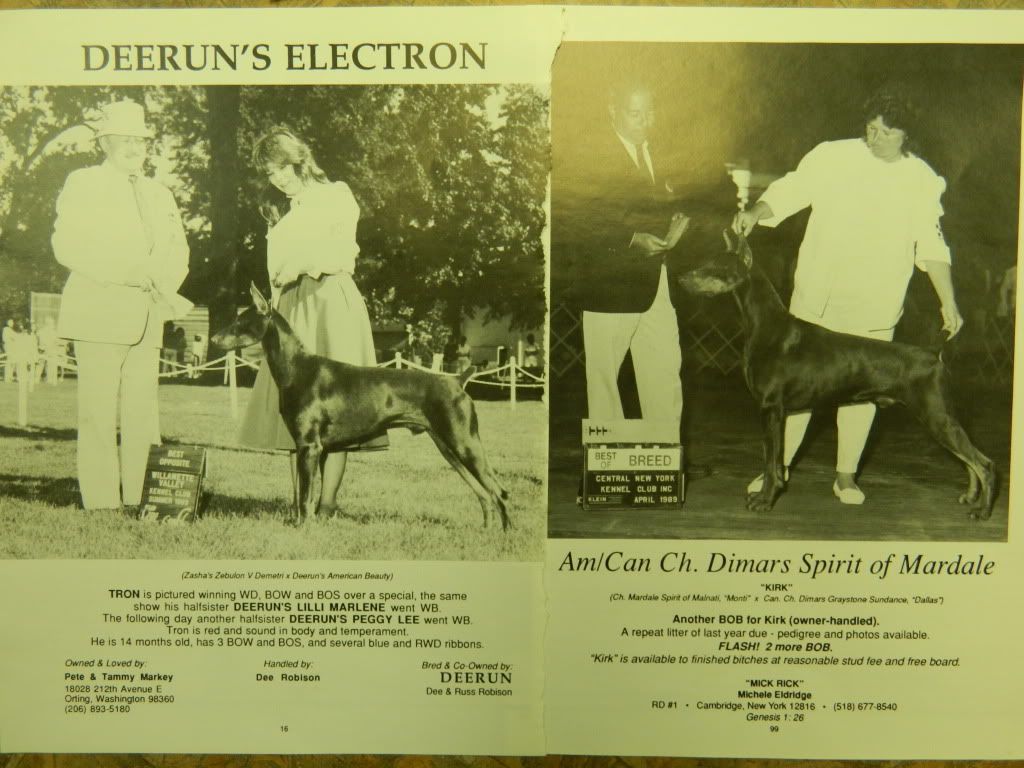 DEERUN'S ELECTRON
BEST
OPPOSITE
WILLAMETTE
VALLEY
KENNEL CLUB
(Zasha's Zebulon V Demetri x Deerun's American Beauty)
TRON is pictured winning WD, BOW and BOS over a special, the same
show his halfsister DEERUN'S LILLI MARLENE went WB.
The following day another halfsister DEERUN'S PEGGY LEE went WB.
Tron is red and sound in body and temperament.
He is 14 months old, has 3 BOW and BOS, and several blue and RWD ribbons.
Owned & Loved by:
Pete & Tammy Markey
18028 212th Avenue E
Orting, Washington 98360
(206) 893-5180
Handled by:
Dee Robison
Bred & Co-Owned by:
DEERUN
Dee & Russ Robison
16
BEST
OF BREED
CENTRAL NEW YORK
KENNEL CLUB INC
KLEIN APRIL 1989
Am/Can Ch. Dimars Spirit of Mardale
"KIRK"
(Ch. Mardale Spirit of Malnati, "Monti" x Can. Ch. Dimars Graystone Sundance, "Dallas")
Another BOB for Kirk (owner-handled).
A repeat litter of last year due - pedigree and photos available.
FLASH! 2 more BOB.
"Kirk" is available to finished bitches at reasonable stud fee and free board.
"MICK RICK"
Michele Eldridge
RD #1 • Cambridge, New York 12816 • (518) 677-8540
Genesis 1: 26
99